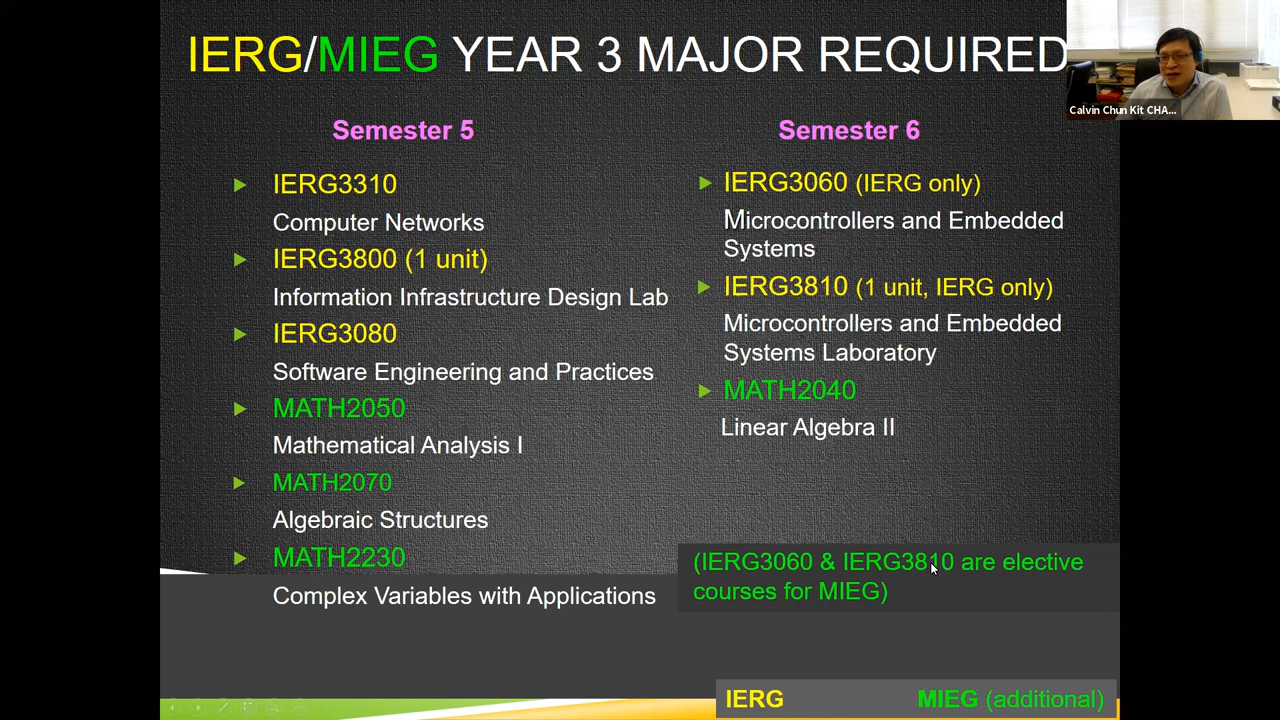 IERG/MIEG YEAR 3 MAJOR REQUIRED
Calvin Chun Kit CHA...
Semester 5
IERG3310
Computer Networks
IERG3800 (1 unit)
Information Infrastructure Design Lab
IERG3080
Software Engineering and Practices
MATH2050
Mathematical Analysis I
MATH2070
Algebraic Structures
MATH2230
Complex Variables with Applications
Semester 6
IERG3060 (IERG only)
Microcontrollers and Embedded
Systems
IERG3810 (1 unit, IERG only)
Microcontrollers and Embedded
Systems Laboratory
MATH2040
Linear Algebra II
(IERG3060 & IERG3810 are elective
courses for MIEG)
IERG MIEG (additional)